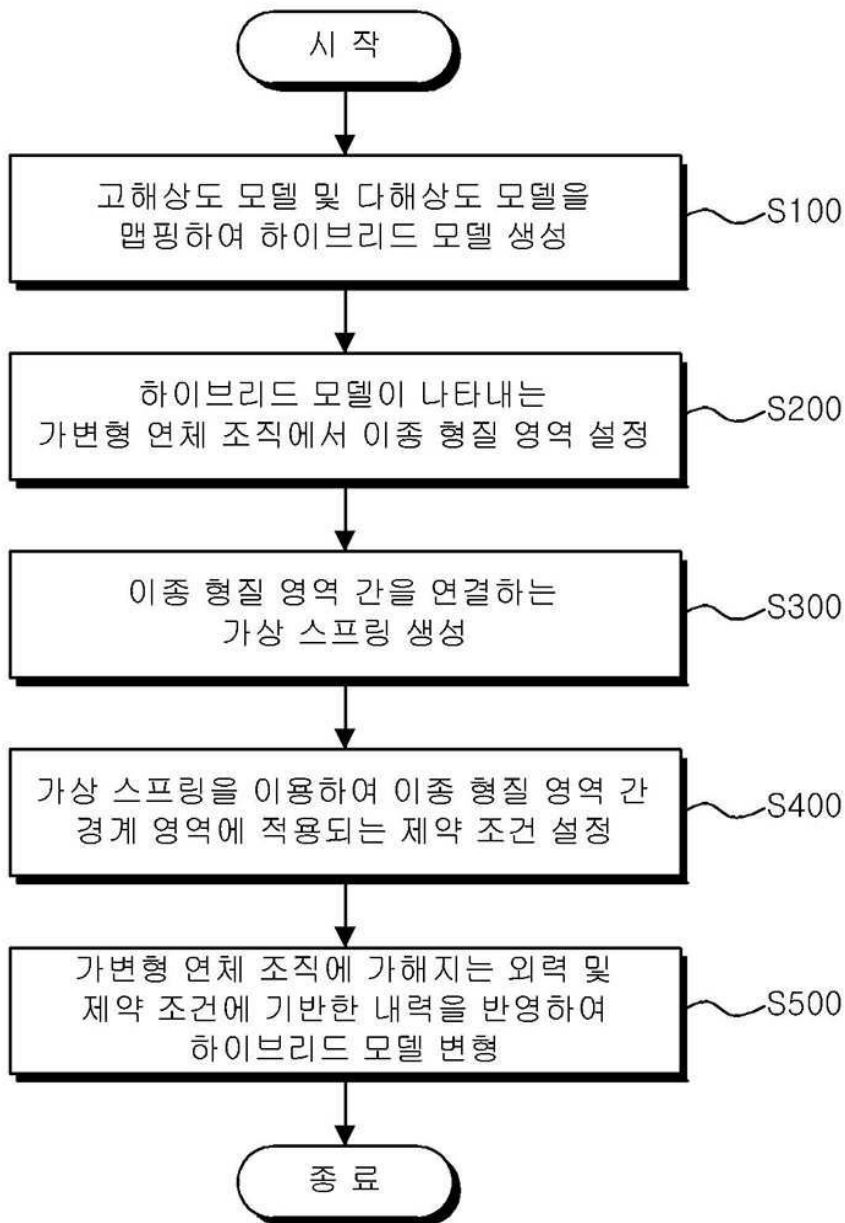 시 작
고해상도 모델 및 다해상도 모델을
맵핑하여 하이브리드 모델 생성
S100
하이브리드 모델이 나타내는
가변형 연체 조직에서 이종 형질 영역 설정
S200
이종 형질 영역 간을 연결하는
가상 스프링 생성
S300
가상 스프링을 이용하여 이종 형질 영역 간
경계 영역에 적용되는 제약 조건 설정
S400
가변형 연체 조직에 가해지는 외력 및
제약 조건에 기반한 내력을 반영하여
하이브리드 모델 변형
S500
종 료